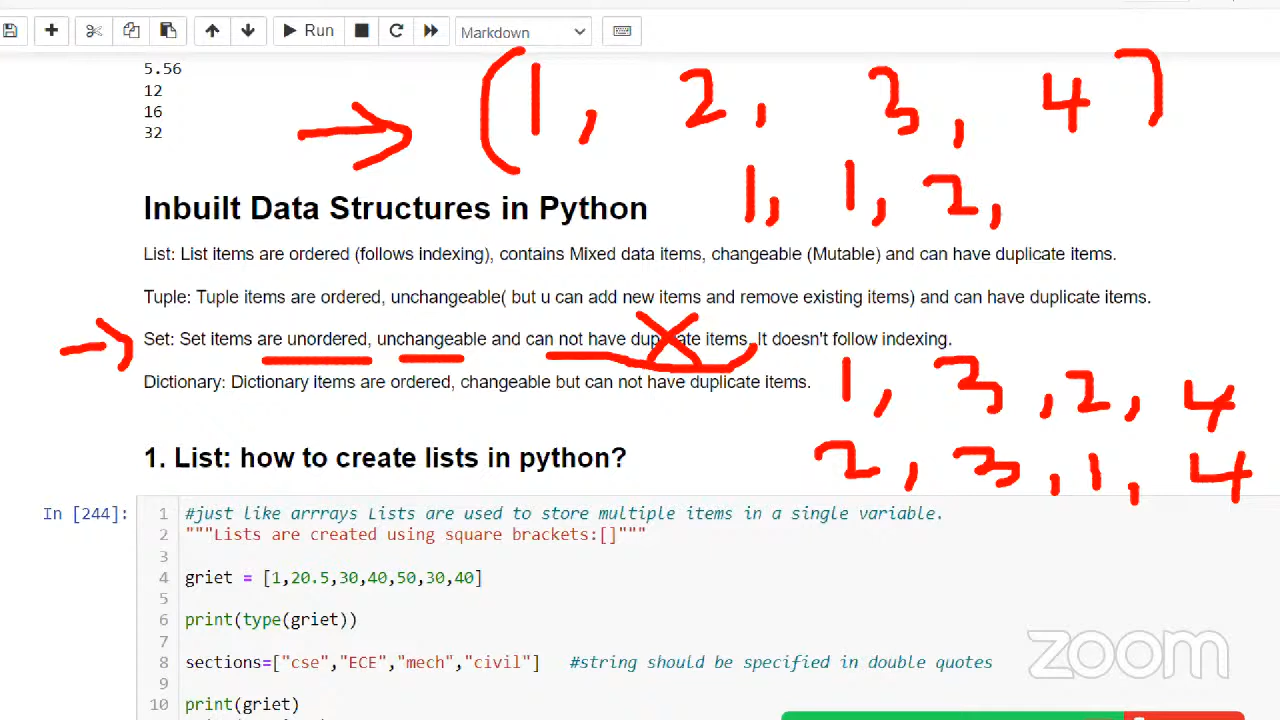 Run
Markdown
5.56
12
16
32
(1, 2, 3, 4)
1, 1, 2,
Inbuilt Data Structures in Python
List: List items are ordered (follows indexing), contains Mixed data items, changeable (Mutable) and can have duplicate items.
Tuple: Tuple items are ordered, unchangeable( but u can add new items and remove existing items) and can have duplicate items.
Set: Set items are unordered, unchangeable and can not have duplicate items. It doesn't follow indexing.
Dictionary: Dictionary items are ordered, changeable but can not have duplicate items.
1, 3, 2, 4
2, 3, 1, 4
1. List: how to create lists in python?
In [244]:
1 #just like arrrays Lists are used to store multiple items in a single variable.
2 """Lists are created using square brackets:[]"""
3
4 griet = [1,20.5,30,40,50,30,40]
5
6 print(type(griet))
7
8 sections=["cse","ECE","mech","civil"] #string should be specified in double quotes
9
10 print(griet)
zoom